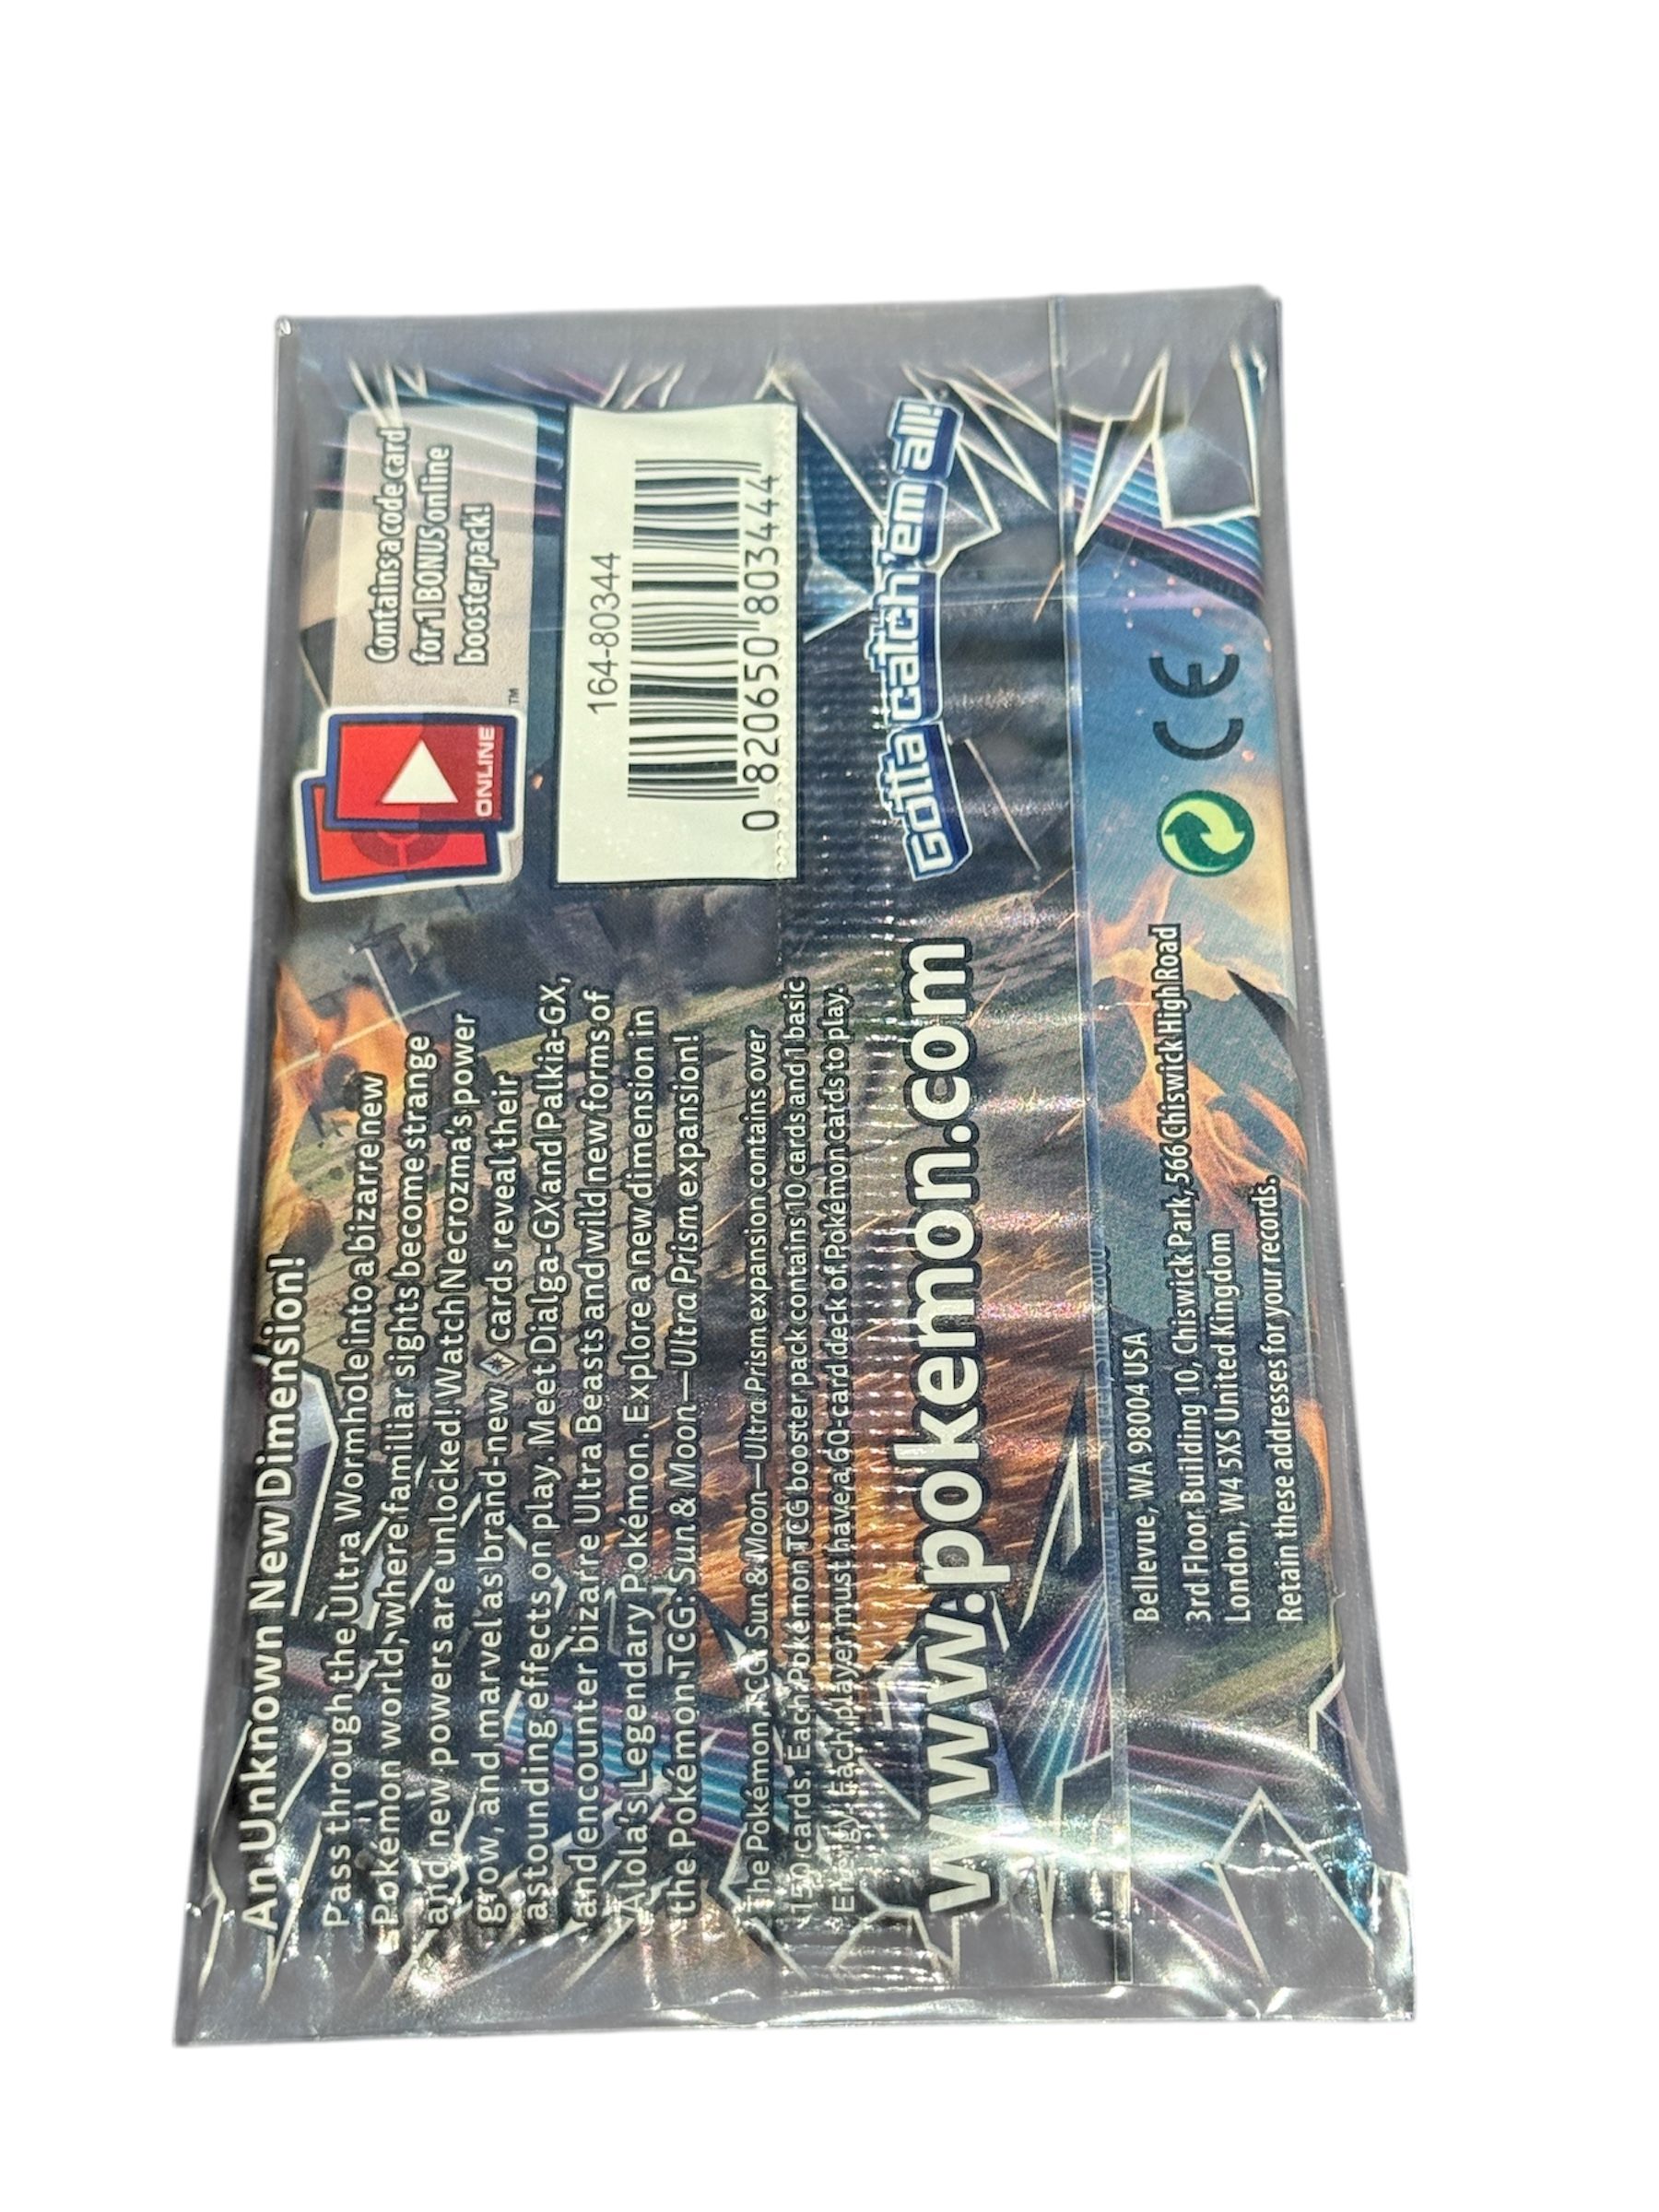 An Unknown New Dimension!
Pass through the Ultra Wormhole into a bizarre new
Pokémon world, where familiar sights become strange
and new powers are unlocked! Watch Necrozma's power
grow, and marvel as brand-new cards reveal their
astounding effects on play. Meet Dialga-GX and Palkia-GX,
and encounter bizarre Ultra Beasts and wild new forms of
Alola's Legendary Pokémon. Explore a new dimension in
the Pokémon TCG: Sun & Moon—Ultra Prism expansion!
The Pokémon TCG: Sun & Moon—Ultra Prism expansion contains over
150 cards. Each Pokémon TCG booster pack contains 10 cards and 1 basic
Energy. Each player must have a 60-card deck of Pokémon cards to play.
www.pokemon.com
ONLINE
TM
Contains a code card
for 1 BONUS online
booster pack!
164-80344
0 820650 803444
Gotta catch 'em all!
Bellevue, WA 98004 USA
3rd Floor Building 10, Chiswick Park, 566 Chiswick High Road
London, W4 5XS United Kingdom
Retain these addresses for your records.
CE